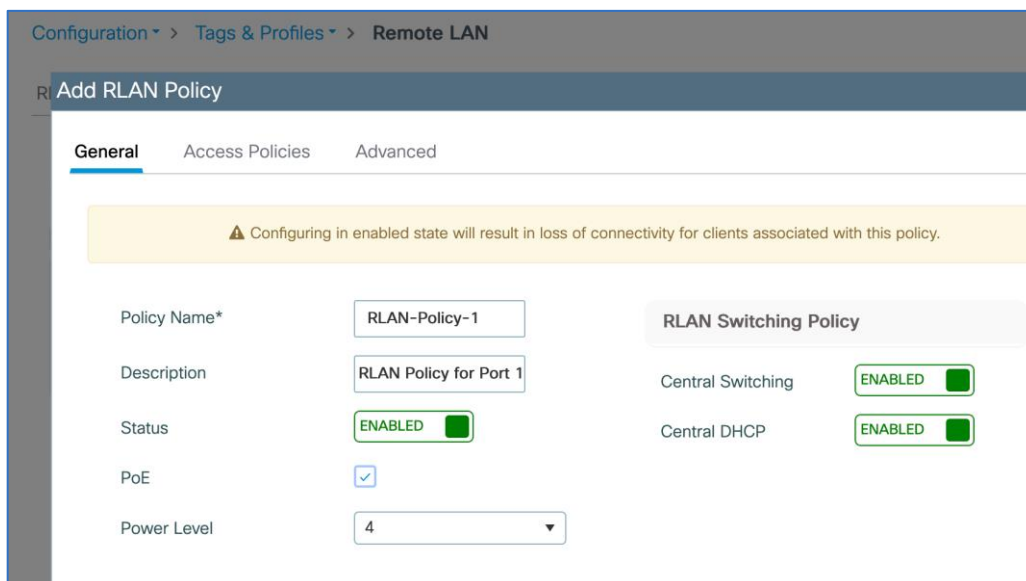 Configuration > Tags & Profiles > Remote LAN
RL
Add RLAN Policy
General Access Policies Advanced
Configuring in enabled state will result in loss of connectivity for clients associated with this policy.
Policy Name* RLAN-Policy-1
RLAN Switching Policy
Description RLAN Policy for Port 1
Central Switching ENABLED
Status ENABLED
Central DHCP ENABLED
PoE
Power Level 4